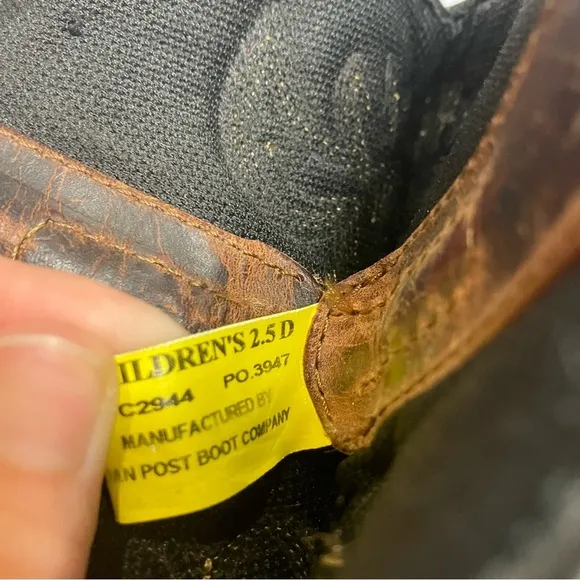 ILDREN'S 2.5 D
C2944 PO.3947
MANUFACTURED BY
AN POST BOOT COMPANY